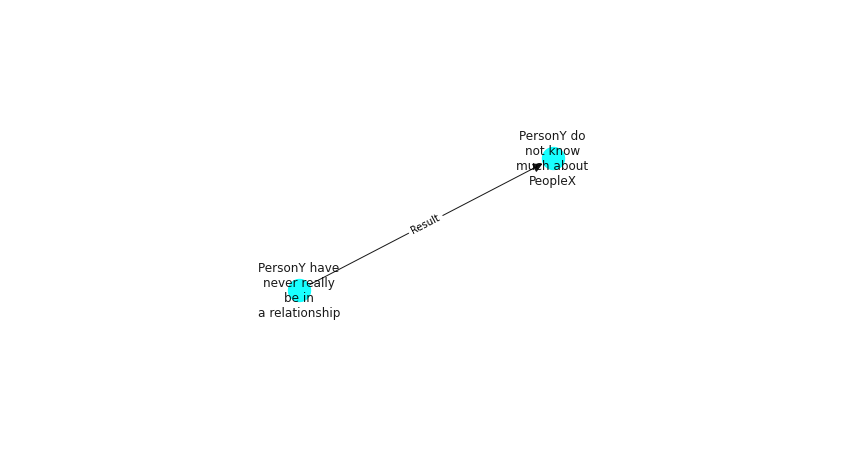 PersonY do
not know
much about
PeopleX
Result
PersonY have
never really
be in
a relationship